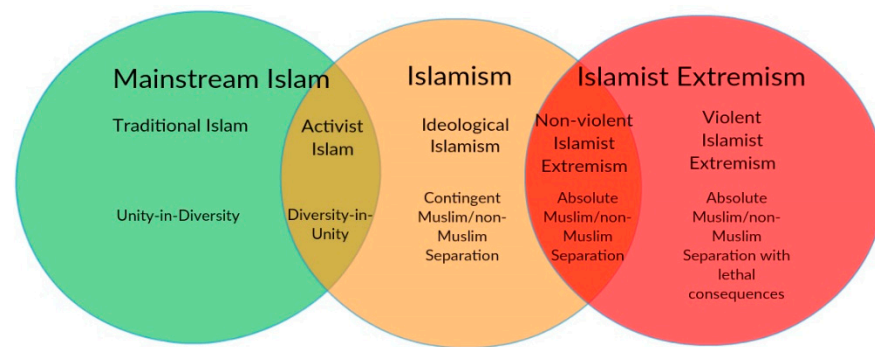 Mainstream Islam
Islamism
Islamist Extremism
Traditional Islam
Activist
Islam
Ideological
Islamism
Non-violent
Islamist
Extremism
Violent
Islamist
Extremism
Unity-in-Diversity
Diversity-in-
Unity
Contingent
Muslim/non-
Muslim
Separation
Absolute
Muslim/non-
Muslim
Separation
Absolute
Muslim/non-
Muslim
Separation with
lethal
consequences